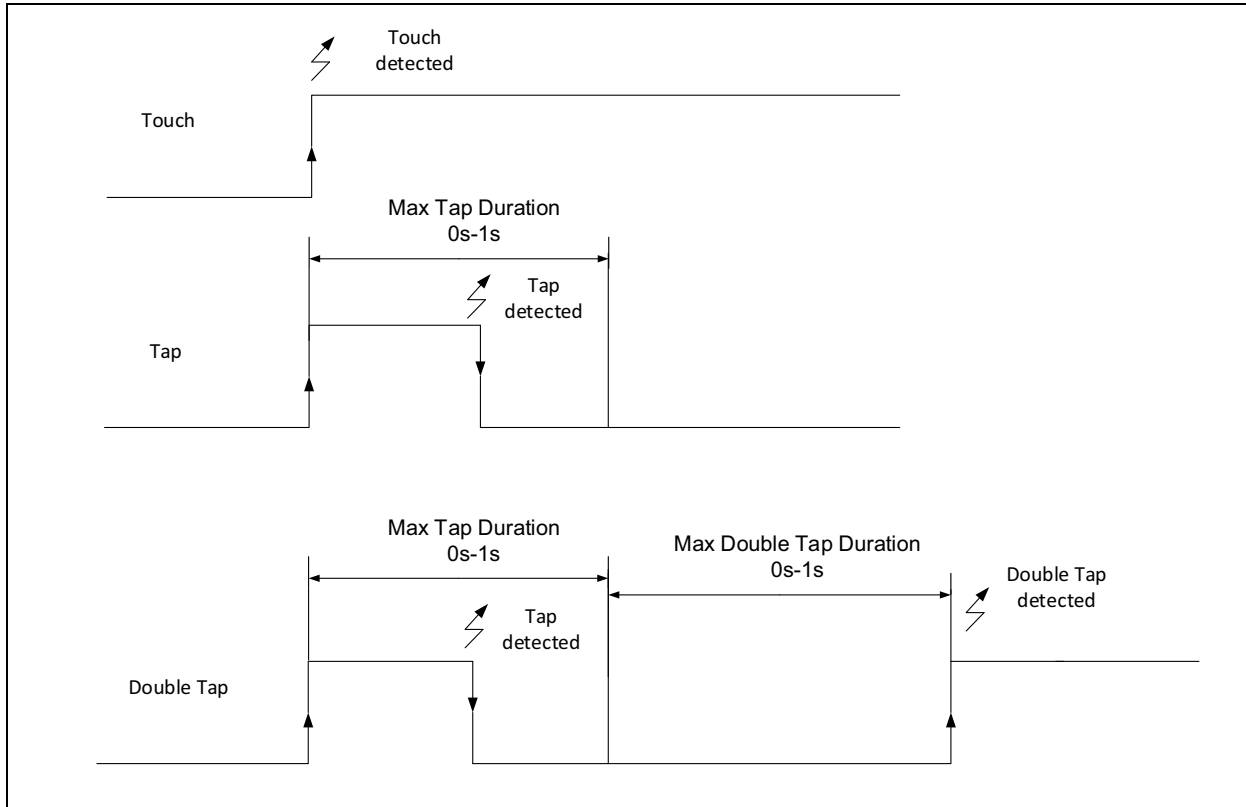 Touch
detected
Touch
Max Tap Duration
0s-1s
Tap
detected
Tap
Max Tap Duration
0s-1s
Max Double Tap Duration
0s-1s
Double Tap
detected
Tap
detected
Double Tap